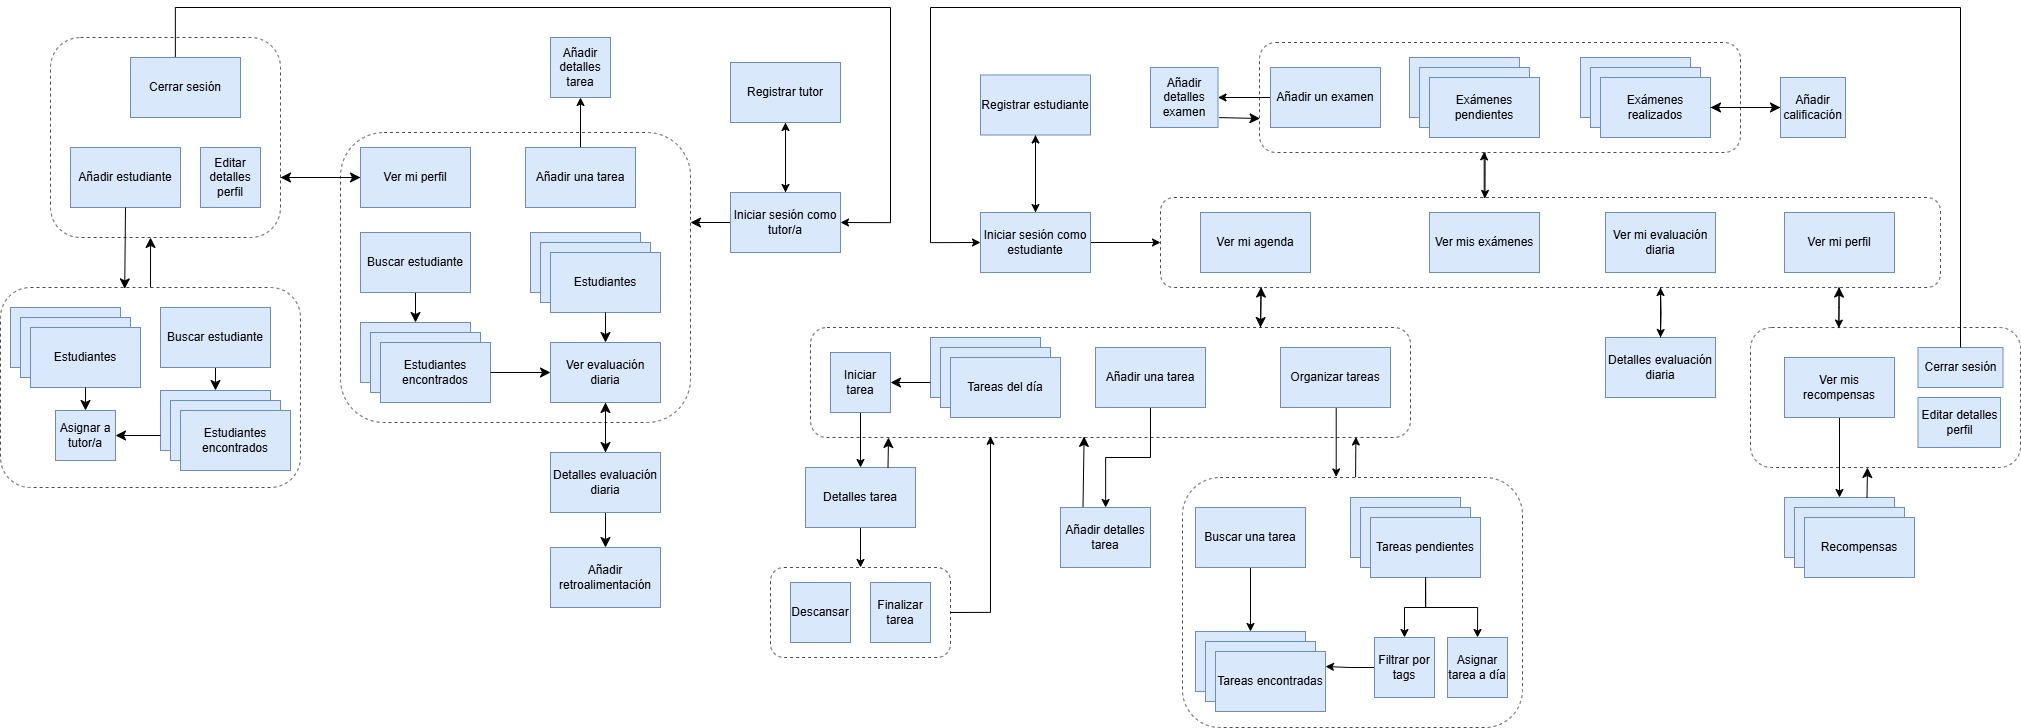 Cerrar sesión
Añadir estudiante
Editar
detalles
perfil
Estudiantes
Buscar estudiante
Asignar a
tutor/a
Estudiantes
encontrados
Añadir
detalles
tarea
Ver mi perfil
Añadir una tarea
Buscar estudiante
Estudiantes
Estudiantes
encontrados
Ver evaluación
diaria
Detalles evaluación
diaria
Añadir
retroalimentación
Registrar tutor
Iniciar sesión como
tutor/a
Registrar estudiante
Iniciar sesión como
estudiante
Añadir
detalles
examen
Añadir un examen
Exámenes
pendientes
Exámenes
realizados
Añadir
calificación
Ver mi agenda
Ver mis exámenes
Ver mi evaluación
diaria
Ver mi perfil
Iniciar
tarea
Tareas del día
Añadir una tarea
Organizar tareas
Detalles evaluación
diaria
Ver mis
recompensas
Cerrar sesión
Editar detalles
perfil
Detalles tarea
Añadir detalles
tarea
Buscar una tarea
Tareas pendientes
Recompensas
Descansar
Finalizar
tarea
Tareas encontradas
Filtrar por
tags
Asignar
tarea a día